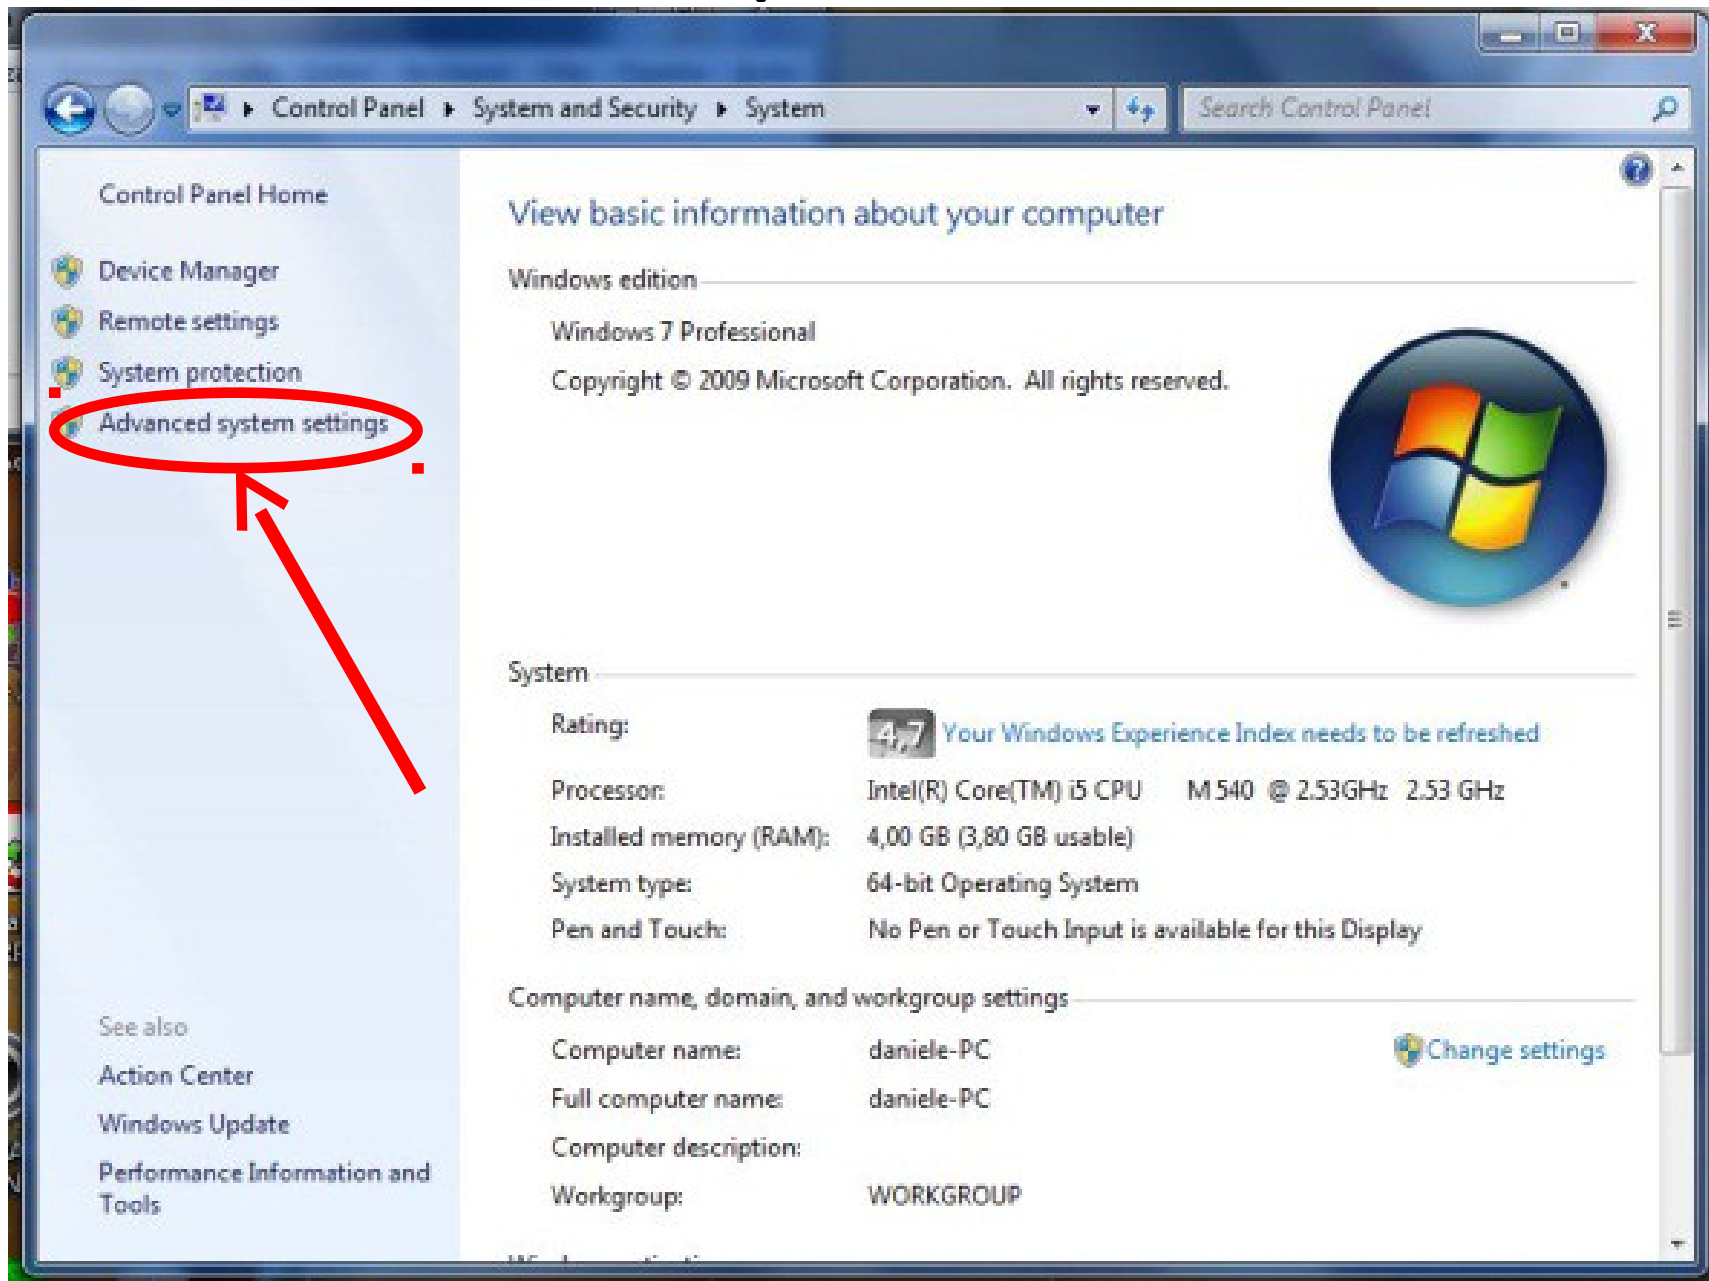 Control Panel System and Security System
Search Control Panel
Control Panel Home
Device Manager
Remote settings
System protection
Advanced system settings
See also
Action Center
Windows Update
Performance Information and
Tools
View basic information about your computer
Windows edition
Windows 7 Professional
Copyright © 2009 Microsoft Corporation. All rights reserved.
System
Rating: 4,7 Your Windows Experience Index needs to be refreshed
Processor: Intel(R) Core(TM) i5 CPU M 540 @ 2.53GHz 2.53 GHz
Installed memory (RAM): 4,00 GB (3,80 GB usable)
System type: 64-bit Operating System
Pen and Touch: No Pen or Touch Input is available for this Display
Computer name, domain, and workgroup settings
Computer name: daniele-PC Change settings
Full computer name: daniele-PC
Computer description:
Workgroup: WORKGROUP